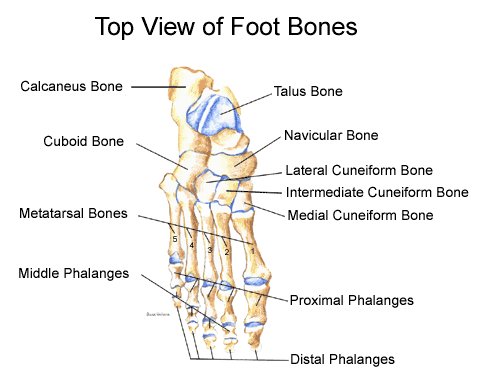 Top View of Foot Bones
Calcaneus Bone
Talus Bone
Cuboid Bone
Navicular Bone
Lateral Cuneiform Bone
Intermediate Cuneiform Bone
Medial Cuneiform Bone
Metatarsal Bones
5 4 3 2 1
Middle Phalanges
Proximal Phalanges
Distal Phalanges